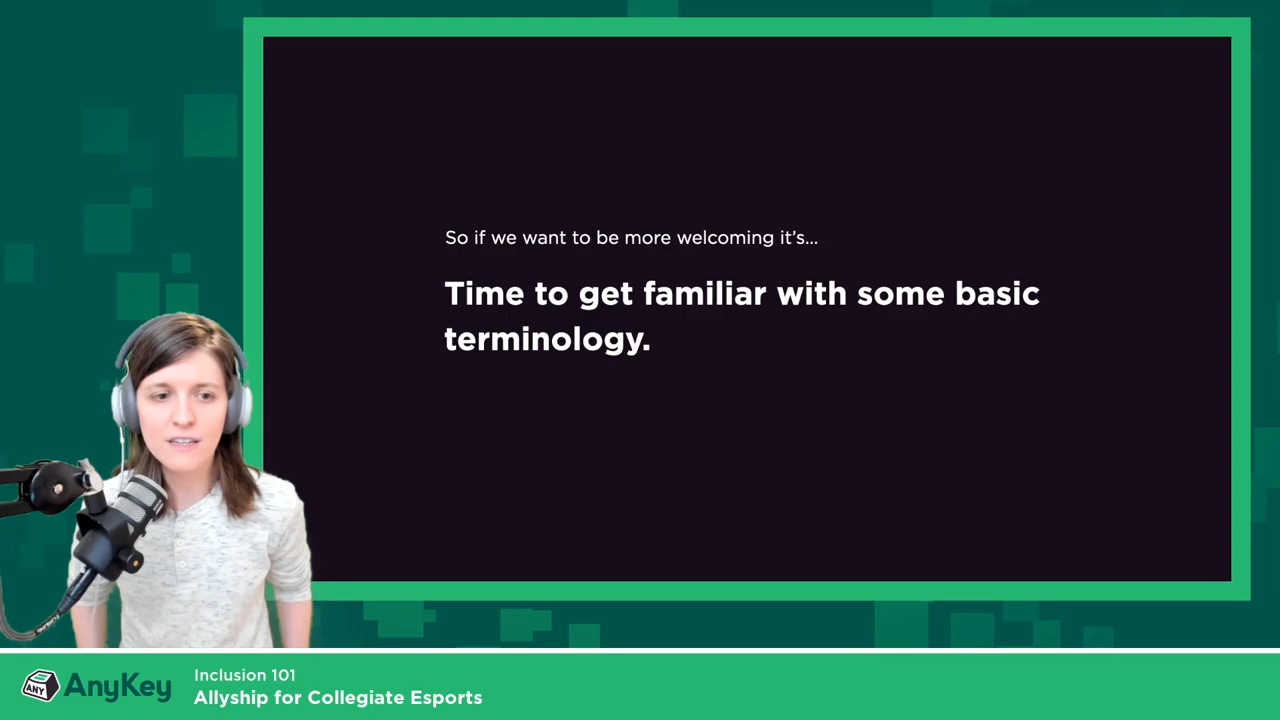 So if we want to be more welcoming it's...
Time to get familiar with some basic
terminology.
ANY
AnyKey
Inclusion 101
Allyship for Collegiate Esports